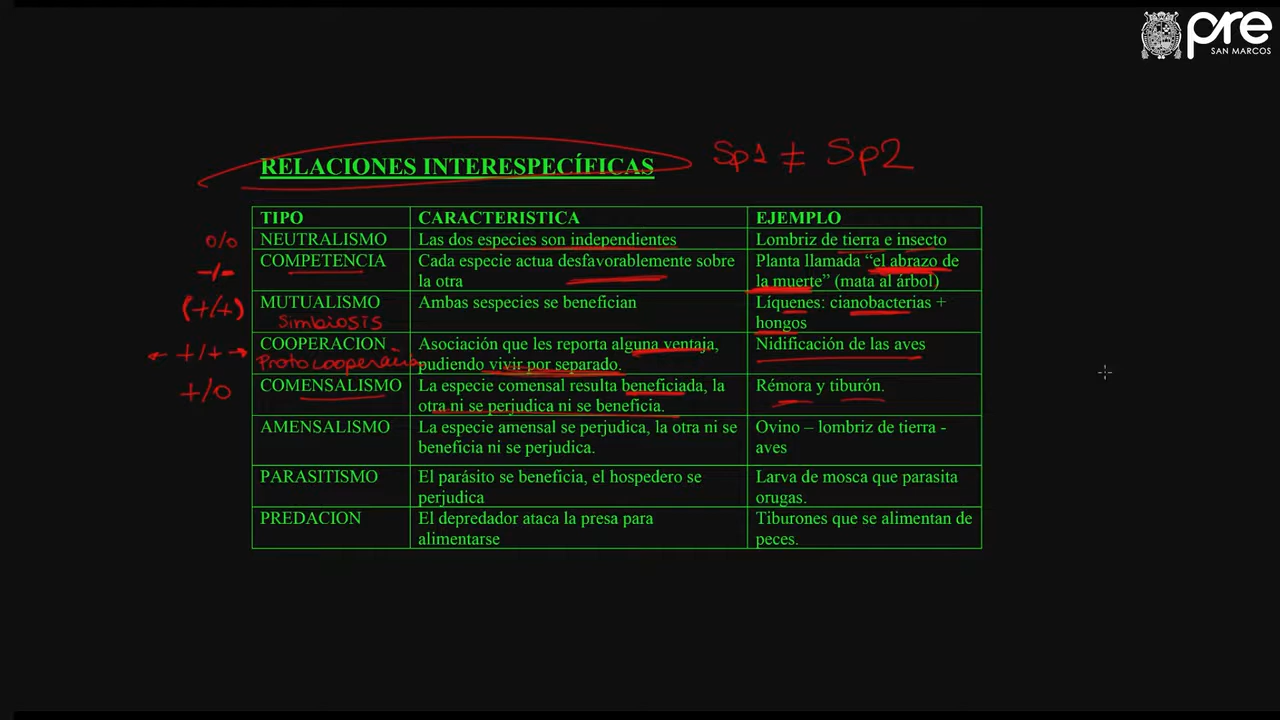 pre
SAN MARCOS
RELACIONES INTERESPECÍFICAS Sp1 ≠ Sp2
TIPO CARACTERISTICA EJEMPLO
0/0 NEUTRALISMO Las dos especies son independientes Lombriz de tierra e insecto
-/- COMPETENCIA Cada especie actua desfavorablemente sobre Planta llamada “el abrazo de
la otra la muerte” (mata al árbol)
(+/+) MUTUALISMO Ambas sespecies se benefician Líquenes: cianobacterias +
Simbiosis hongos
← +/+ → COOPERACION Asociación que les reporta alguna ventaja, Nidificación de las aves
Protocooperación pudiendo vivir por separado.
+/0 COMENSALISMO La especie comensal resulta beneficiada, la Rémora y tiburón.
otra ni se perjudica ni se beneficia.
AMENSALISMO La especie amensal se perjudica, la otra ni se Ovino – lombriz de tierra -
beneficia ni se perjudica. aves
PARASITISMO El parásito se beneficia, el hospedero se Larva de mosca que parasita
perjudica orugas.
PREDACION El depredador ataca la presa para Tiburones que se alimentan de
alimentarse peces.